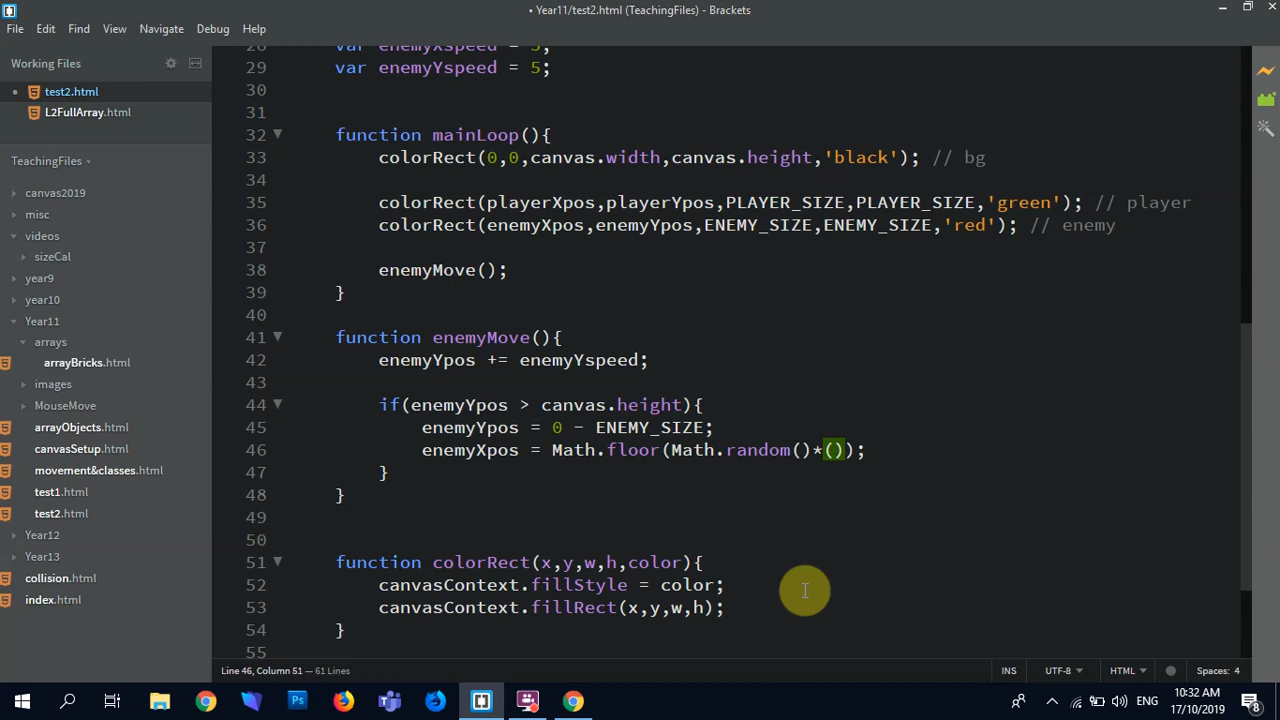 • Year11/test2.html (TeachingFiles) - Brackets
File Edit Find View Navigate Debug Help
Working Files
test2.html
L2FullArray.html
TeachingFiles
canvas2019
misc
videos
sizeCal
year9
year10
Year11
arrays
arrayBricks.html
images
MouseMove
arrayObjects.html
canvasSetup.html
movement&classes.html
test1.html
test2.html
Year12
Year13
collision.html
index.html
28 var enemyXspeed = 5;
29 var enemyYspeed = 5;
30
31
32 function mainLoop(){
33 colorRect(0,0,canvas.width,canvas.height,'black'); // bg
34
35 colorRect(playerXpos,playerYpos,PLAYER_SIZE,PLAYER_SIZE,'green'); // player
36 colorRect(enemyXpos,enemyYpos,ENEMY_SIZE,ENEMY_SIZE,'red'); // enemy
37
38 enemyMove();
39 }
40
41 function enemyMove(){
42 enemyYpos += enemyYspeed;
43
44 if(enemyYpos > canvas.height){
45 enemyYpos = 0 - ENEMY_SIZE;
46 enemyXpos = Math.floor(Math.random()*());
47 }
48 }
49
50
51 function colorRect(x,y,w,h,color){
52 canvasContext.fillStyle = color;
53 canvasContext.fillRect(x,y,w,h);
54 }
55
Line 46, Column 51 — 61 Lines
INS UTF-8 HTML Spaces: 4
ENG
10:32 AM
17/10/2019
8